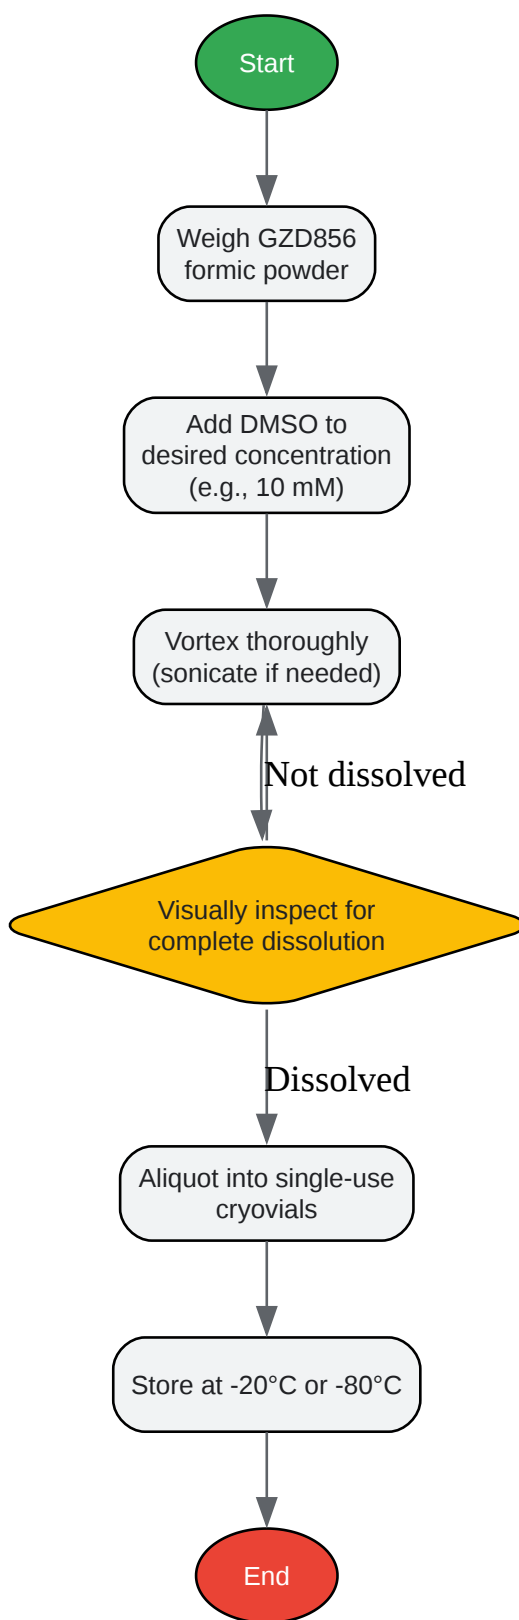 Start
Weigh GZD856
formic powder
Add DMSO to
desired concentration
(e.g., 10 mM)
Vortex thoroughly
(sonicate if needed)
Not dissolved
Visually inspect for
complete dissolution
Dissolved
Aliquot into single-use
cryovials
Store at -20°C or -80°C
End